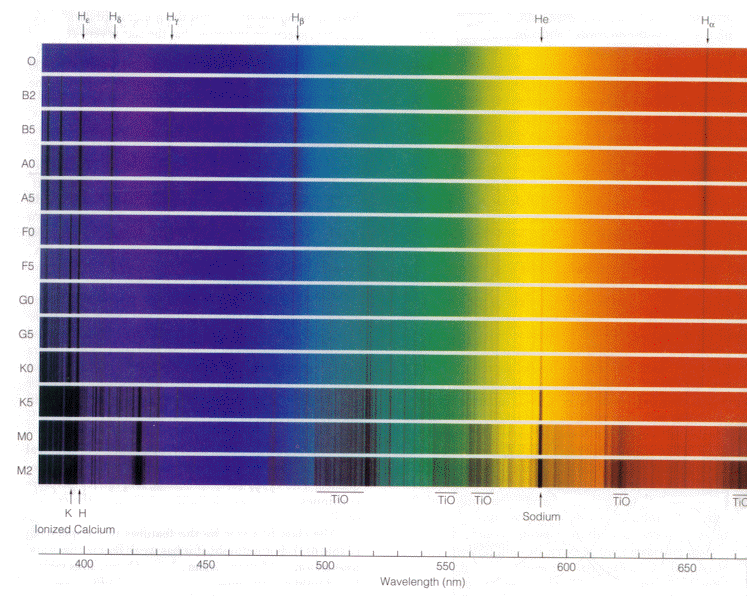 Hε Hδ Hγ Hβ He Hα
O
B2
B5
A0
A5
F0
F5
G0
G5
K0
K5
M0
M2
TiO TiO TiO TiO TiO
K H Sodium
Ionized Calcium
400 450 500 550 600 650
Wavelength (nm)